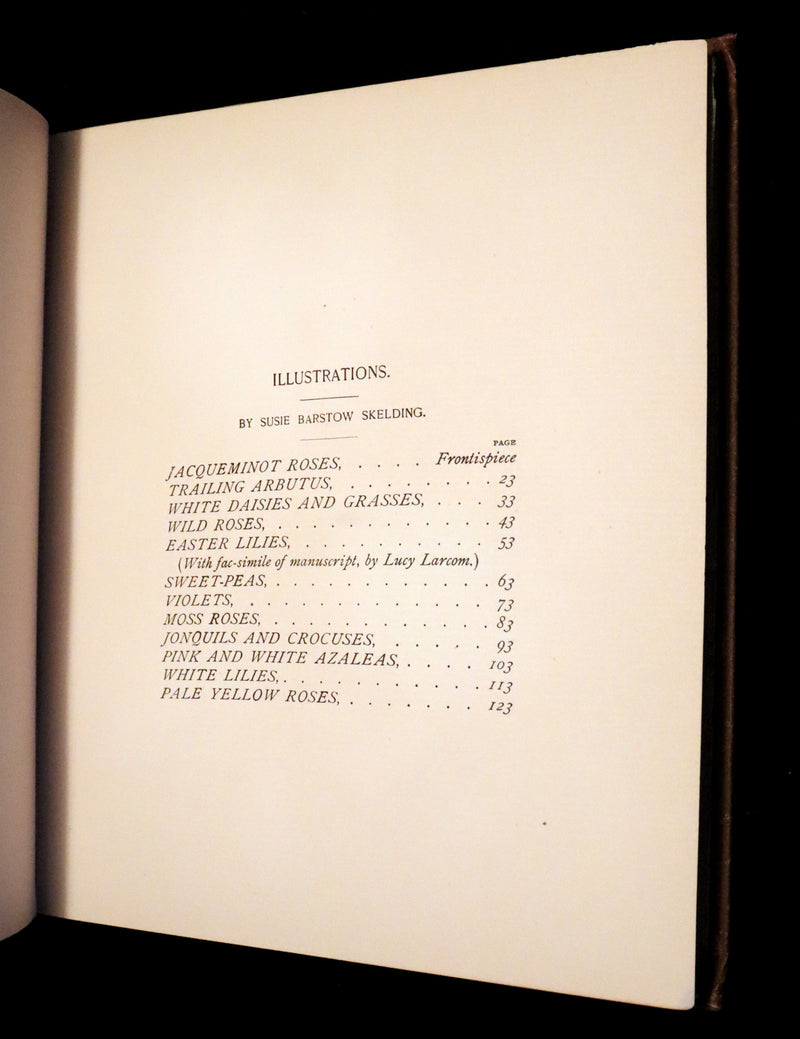 ILLUSTRATIONS.
BY SUSIE BARSTOW SKELDING.
PAGE
JACQUEMINOT ROSES, . . . . Frontispiece
TRAILING ARBUTUS, . . . . . . . . 23
WHITE DAISIES AND GRASSES, . . . 33
WILD ROSES, . . . . . . . . . . . 43
EASTER LILIES, . . . . . . . . . . 53
(With fac-simile of manuscript, by Lucy Larcom.)
SWEET-PEAS, . . . . . . . . . . . . 63
VIOLETS, . . . . . . . . . . . . . 73
MOSS ROSES, . . . . . . . . . . . . 83
JONQUILS AND CROCUSES, . . . . . 93
PINK AND WHITE AZALEAS, . . . . 103
WHITE LILIES, . . . . . . . . . . 113
PALE YELLOW ROSES, . . . . . . . 123